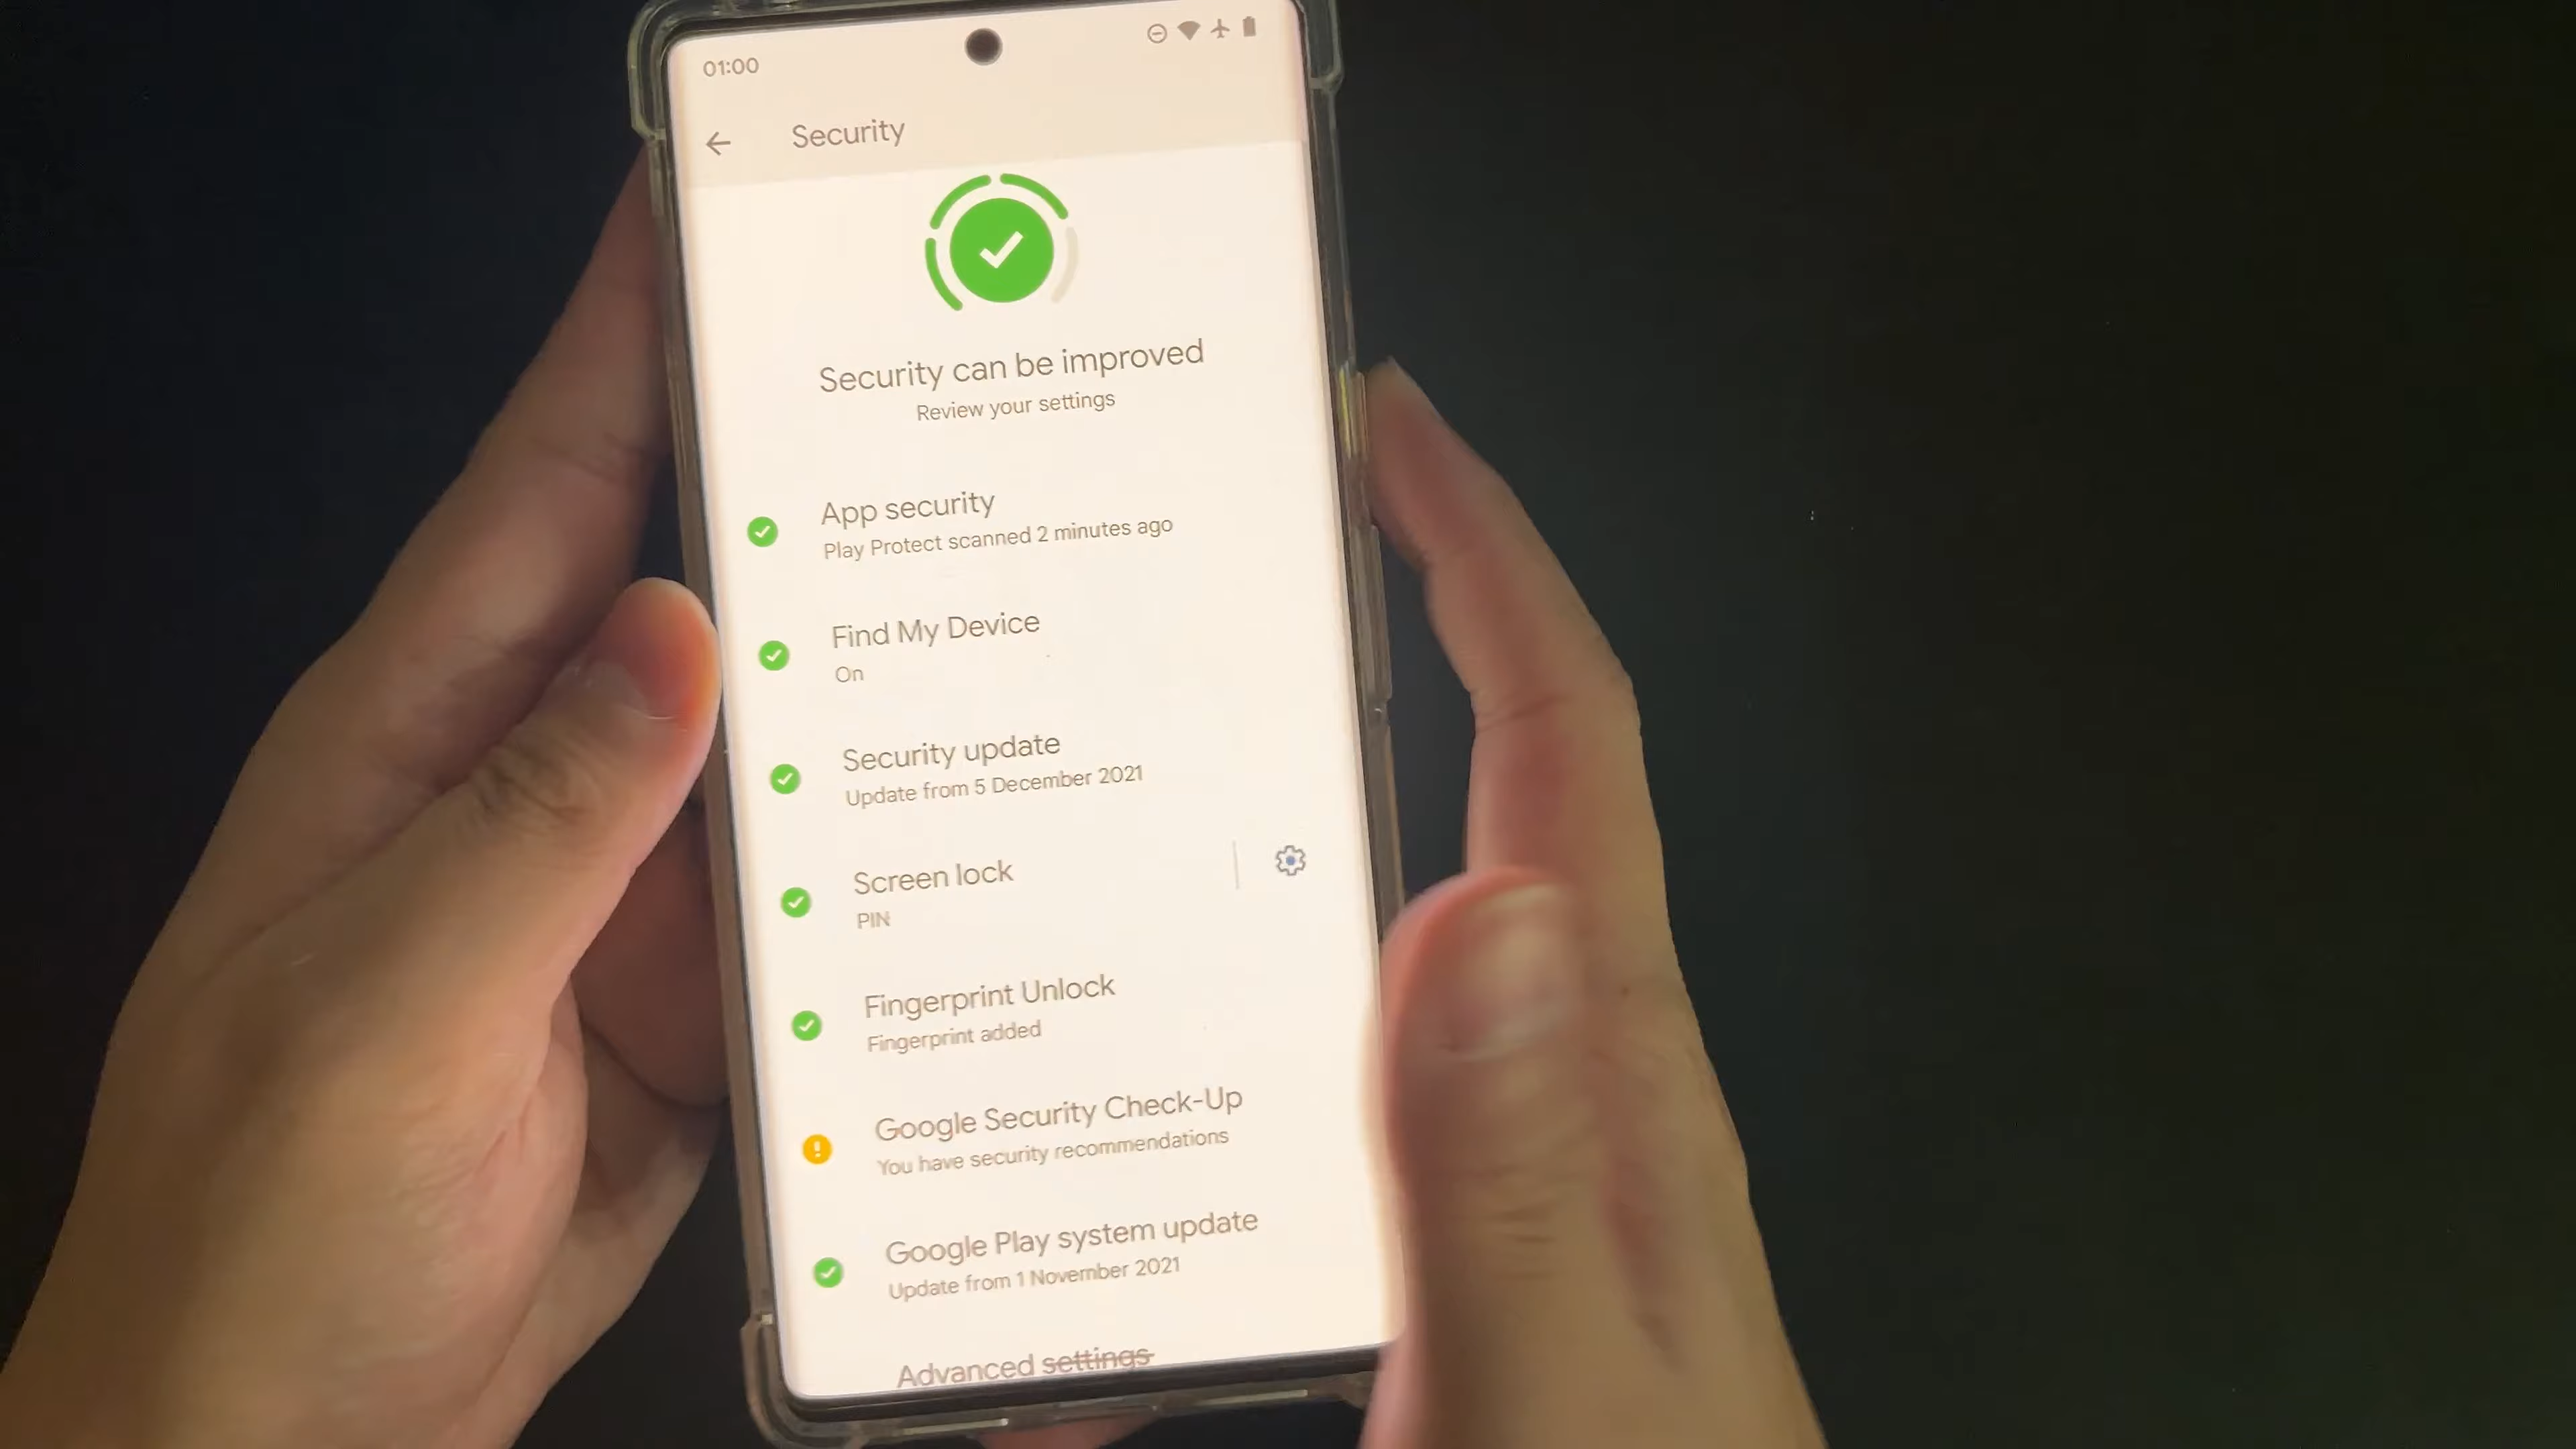 01:00
Security
Security can be improved
Review your settings
App security
Play Protect scanned 2 minutes ago
Find My Device
On
Security update
Update from 5 December 2021
Screen lock
PIN
Fingerprint Unlock
Fingerprint added
Google Security Check-Up
You have security recommendations
Google Play system update
Update from 1 November 2021
Advanced settings